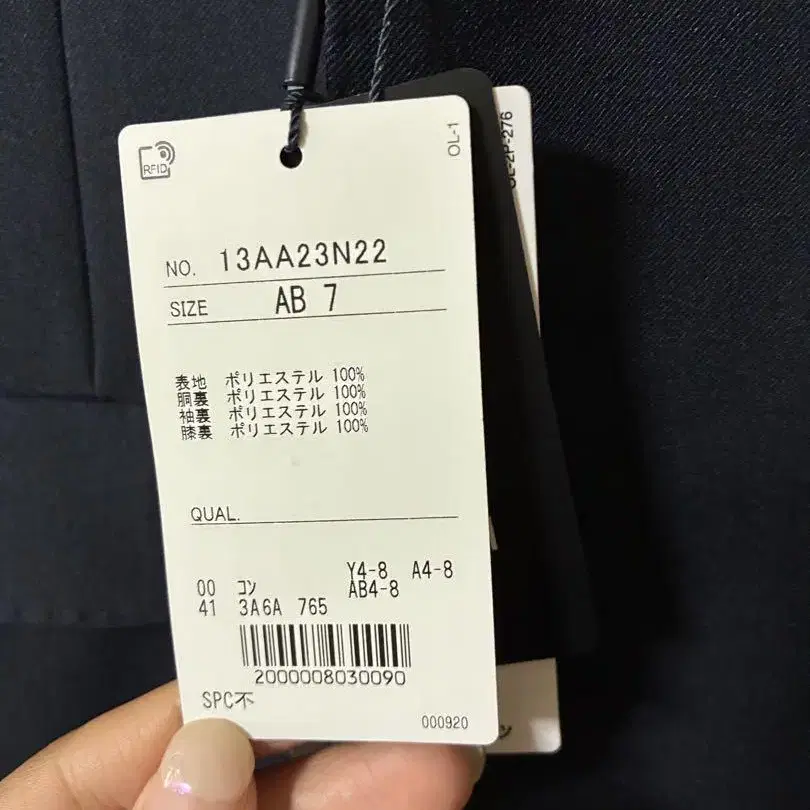 RFID
OL-1
NO. 13AA23N22
SIZE AB 7
表地 ポリエステル 100%
胴裏 ポリエステル 100%
袖裏 ポリエステル 100%
膝裏 ポリエステル 100%
QUAL.
Y4-8 A4-8
00 コン AB4-8
41 3A6A 765
2000008030090
SPC不
000920
-2P-276
ン